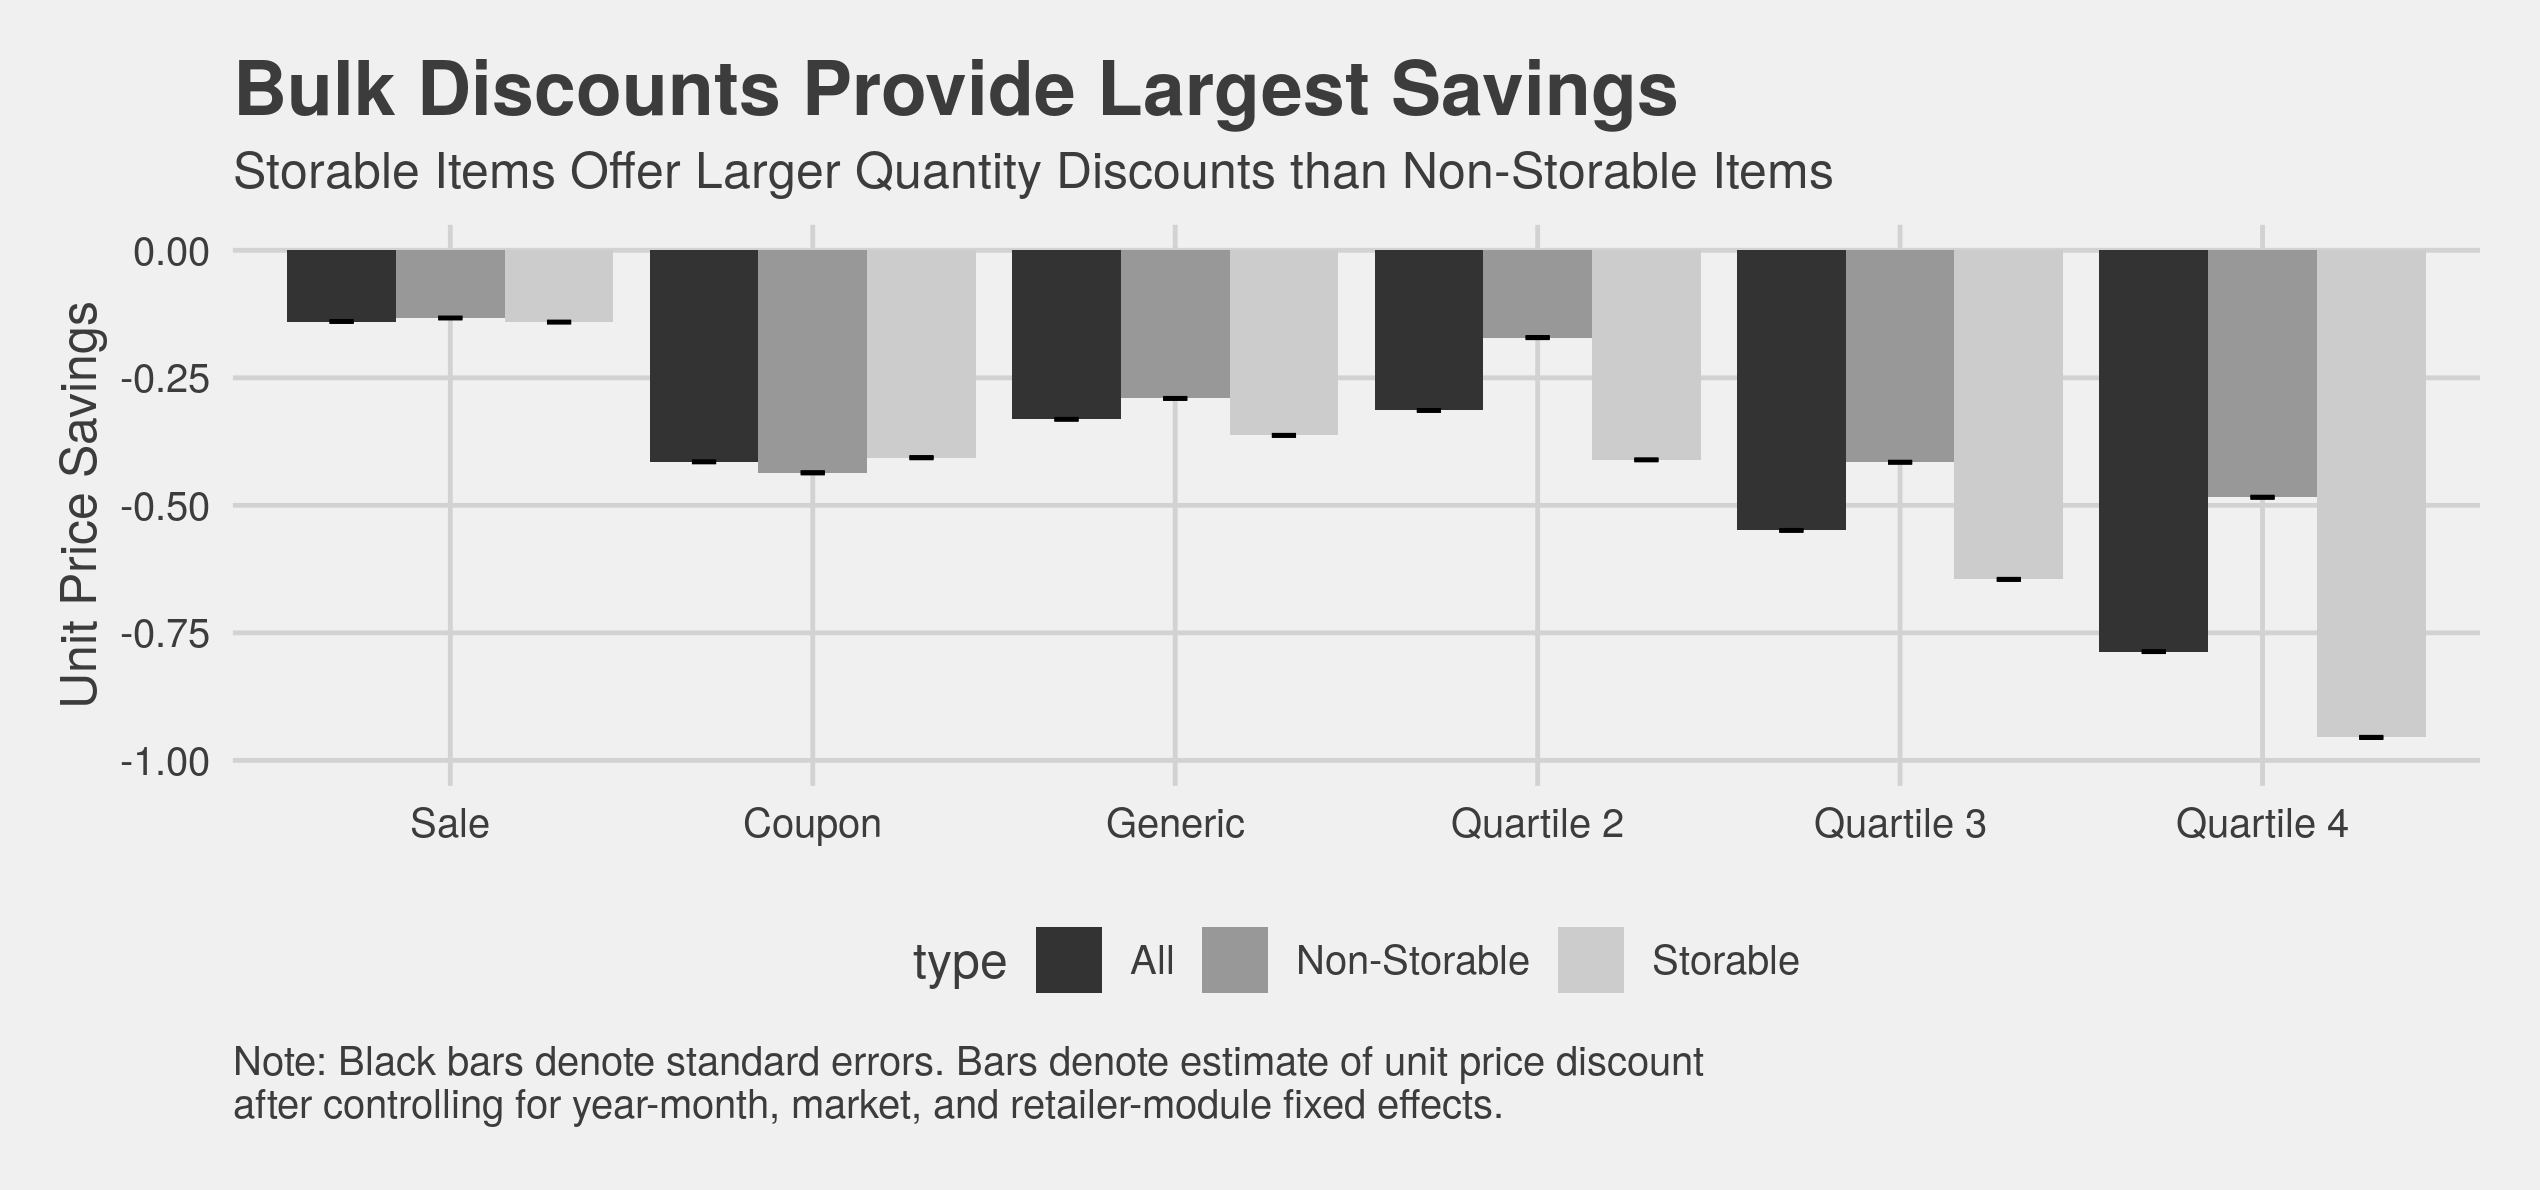 Bulk Discounts Provide Largest Savings
Storable Items Offer Larger Quantity Discounts than Non-Storable Items
Unit Price Savings
0.00
-0.25
-0.50
-0.75
-1.00
Sale Coupon Generic Quartile 2 Quartile 3 Quartile 4
type All Non-Storable Storable
Note: Black bars denote standard errors. Bars denote estimate of unit price discount
after controlling for year-month, market, and retailer-module fixed effects.